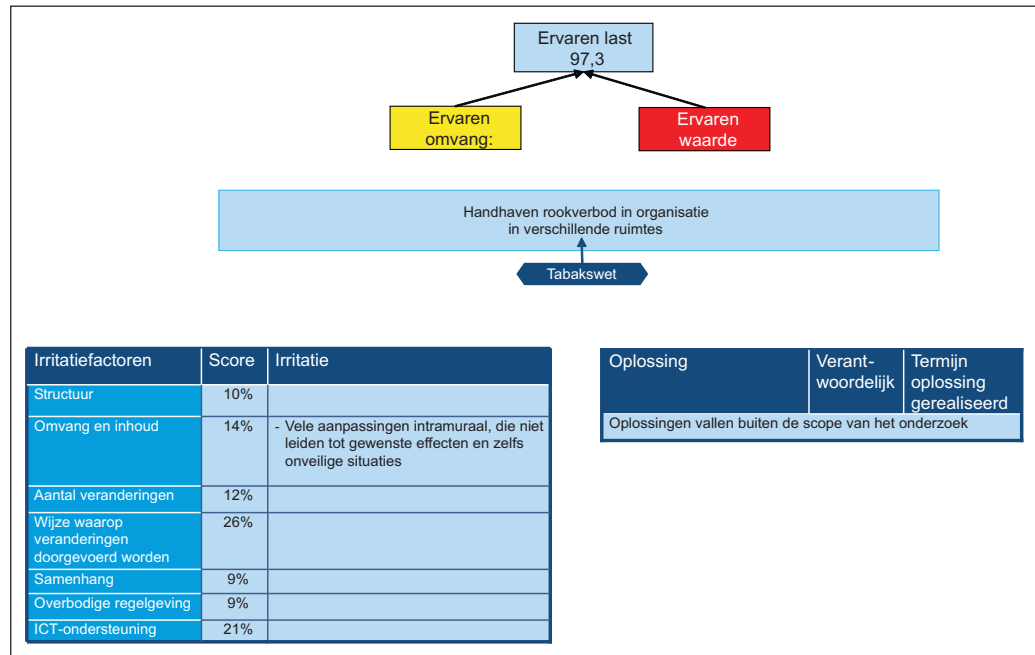 Ervaren last
97,3
Ervaren
omvang:
Ervaren
waarde
Handhaven rookverbod in organisatie
in verschillende ruimtes
Tabakswet
Irritatiefactoren Score Irritatie
Structuur 10%
Omvang en inhoud 14% - Vele aanpassingen intramuraal, die niet
leiden tot gewenste effecten en zelfs
onveilige situaties
Aantal veranderingen 12%
Wijze waarop 26%
veranderingen
doorgevoerd worden
Samenhang 9%
Overbodige regelgeving 9%
ICT-ondersteuning 21%
Oplossing Verant- Termijn
woordelijk oplossing
gerealiseerd
Oplossingen vallen buiten de scope van het onderzoek